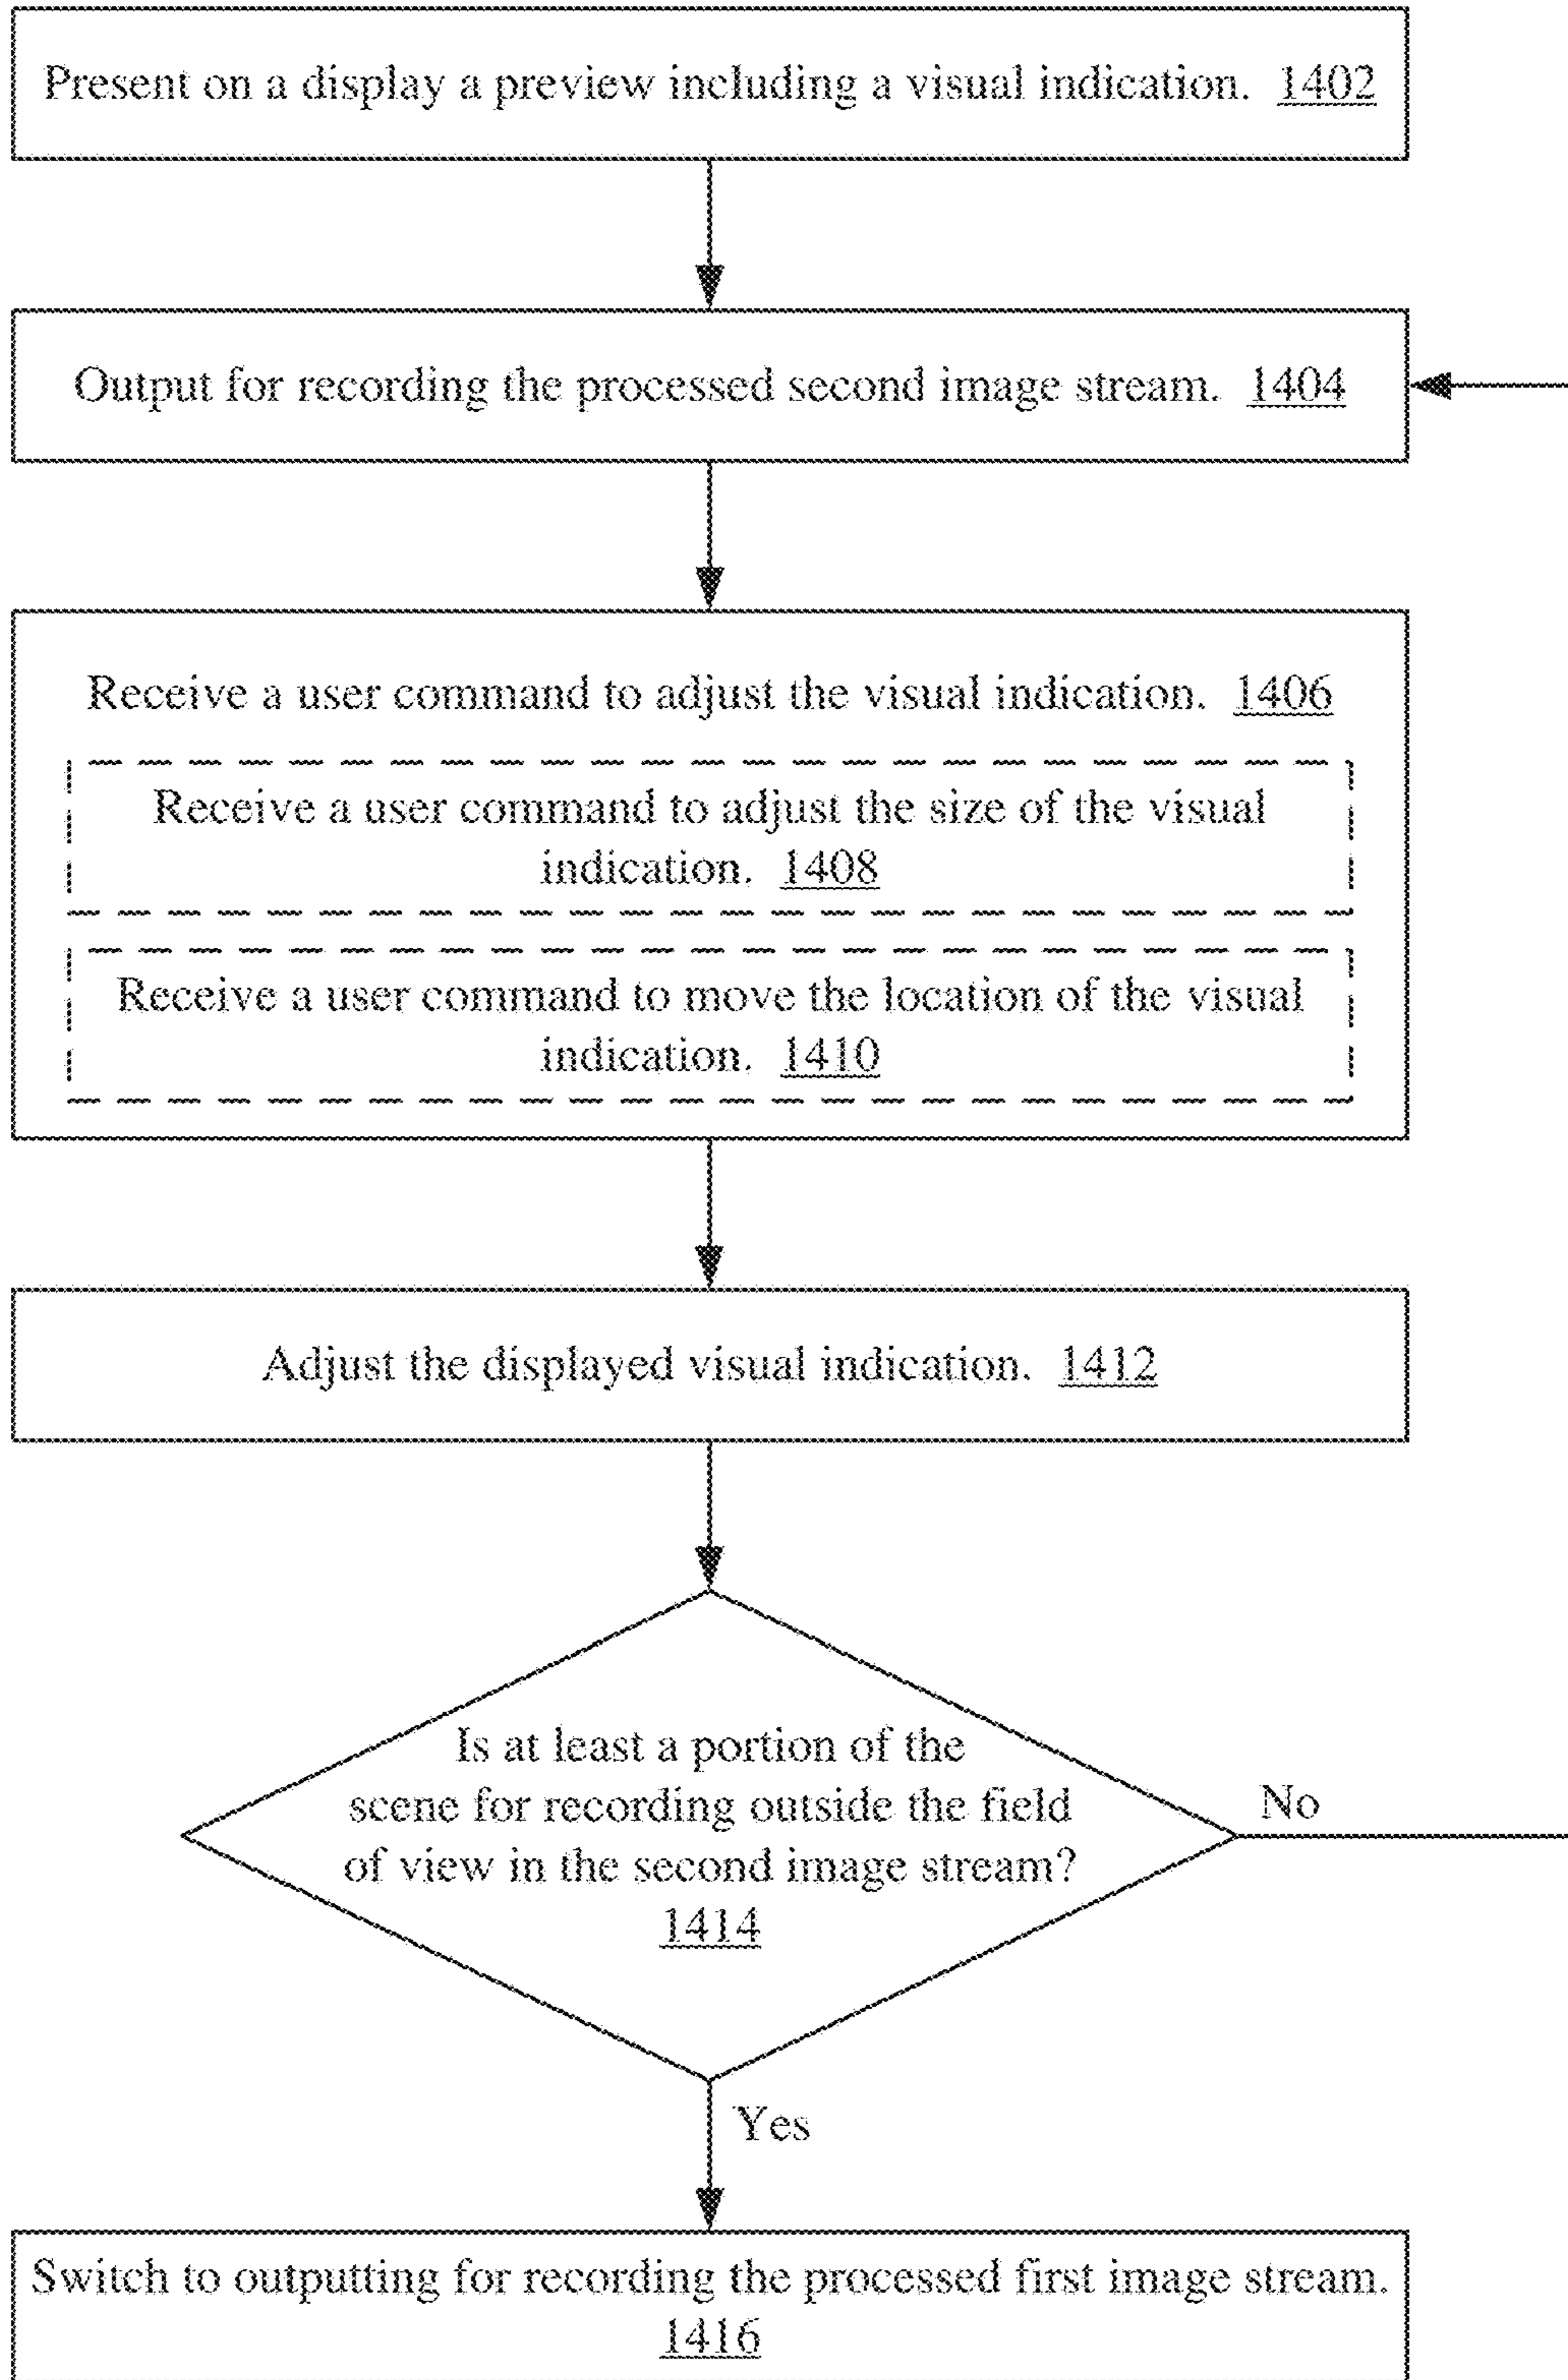 Present on a display a preview including a visual indication. 1402
Output for recording the processed second image stream. 1404
Receive a user command to adjust the visual indication. 1406
Receive a user command to adjust the size of the visual
indication. 1408
Receive a user command to move the location of the visual
indication. 1410
Adjust the displayed visual indication. 1412
Is at least a portion of the
scene for recording outside the field
of view in the second image stream?
1414
No
Yes
Switch to outputting for recording the processed first image stream.
1416